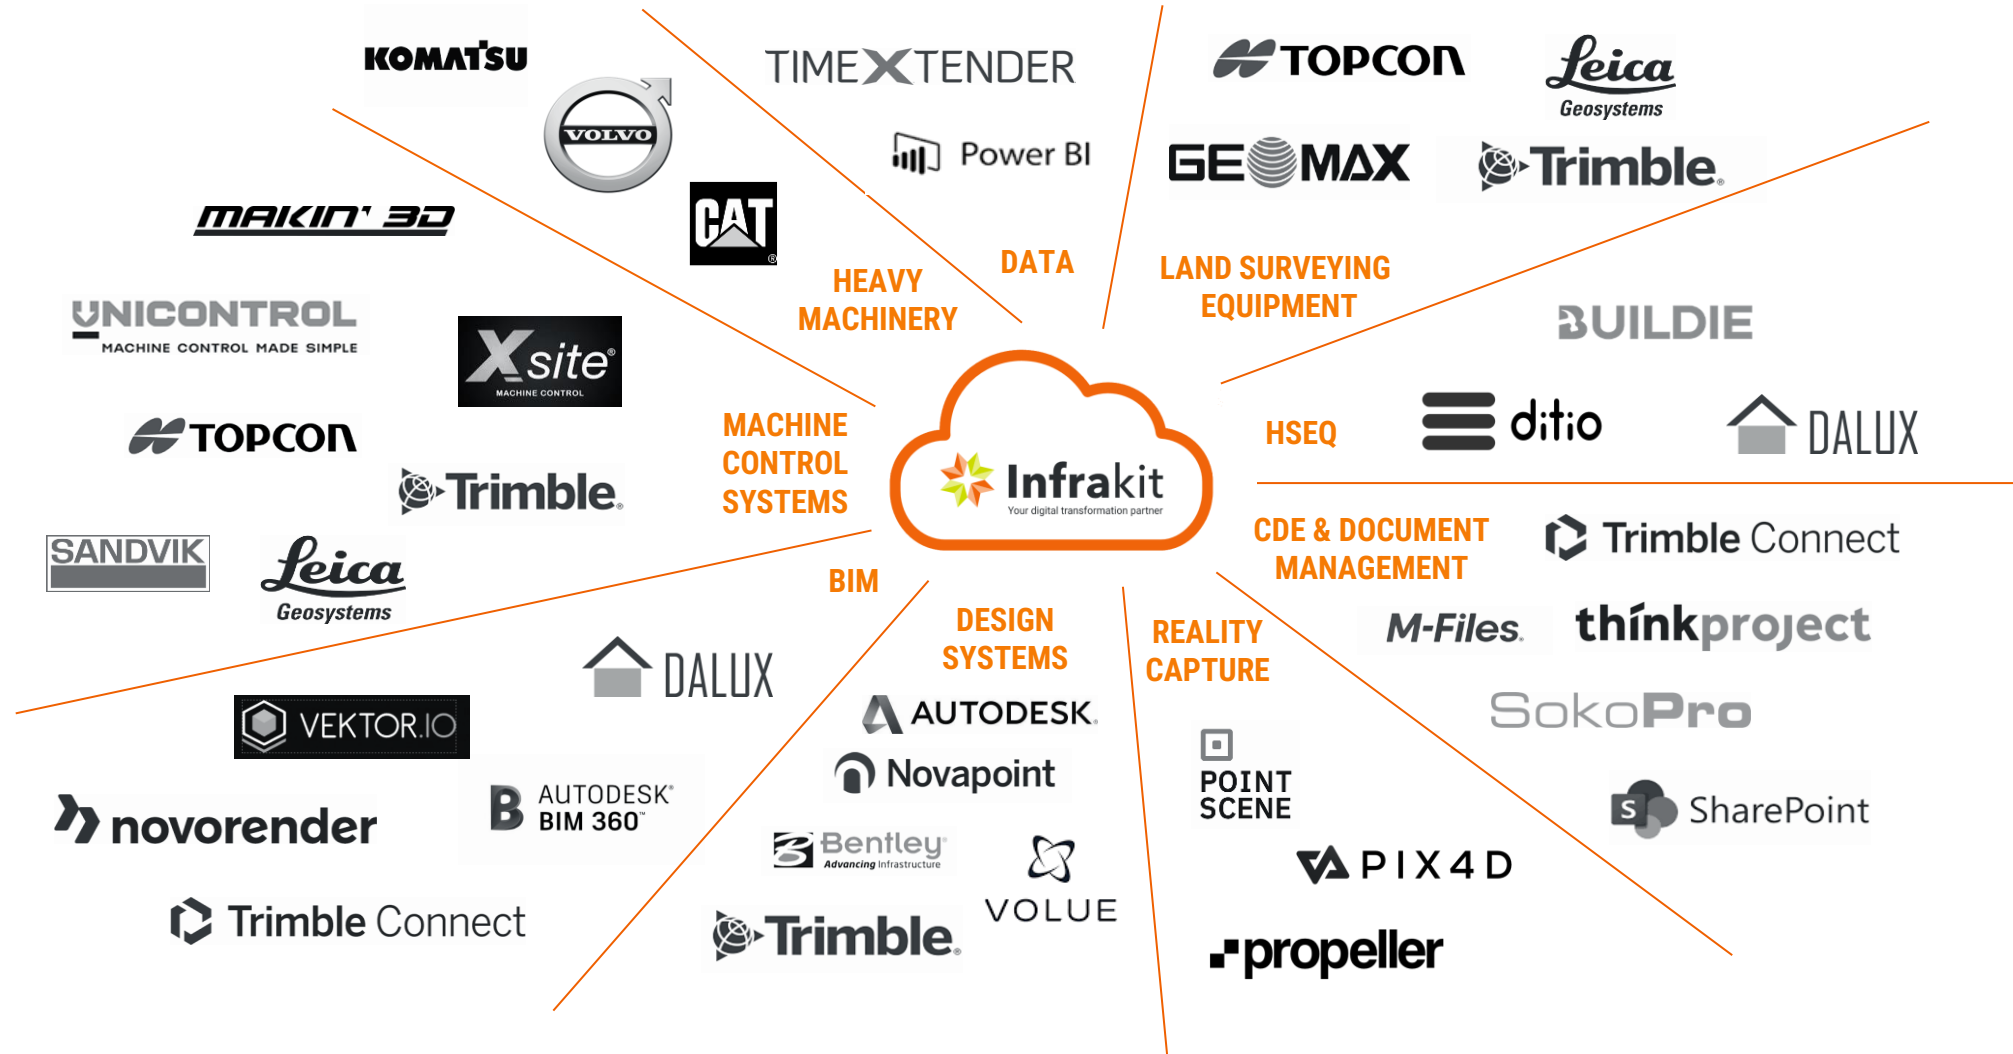 KOMATSU
VOLVO
CAT
®
HEAVY
MACHINERY
TIMEXTENDER
Power BI
DATA
TOPCON
Leica
Geosystems
GEOMAX
Trimble®
LAND SURVEYING
EQUIPMENT
BUILDIE
ditio
DALUX
HSEQ
CDE & DOCUMENT
MANAGEMENT
Trimble Connect
M-Files.
thinkproject
SokoPro
S SharePoint
REALITY
CAPTURE
POINT
SCENE
PIX4D
propeller
DESIGN
SYSTEMS
AUTODESK.
Novapoint
Bentley®
Advancing Infrastructure
VOLUE
Trimble®
BIM
DALUX
VEKTOR.IO
novorender
B AUTODESK®
BIM 360™
Trimble Connect
MACHINE
CONTROL
SYSTEMS
MAKIN' 3D
UNICONTROL
MACHINE CONTROL MADE SIMPLE
Xsite®
MACHINE CONTROL
TOPCON
Trimble®
SANDVIK
Leica
Geosystems
Infrakit
Your digital transformation partner